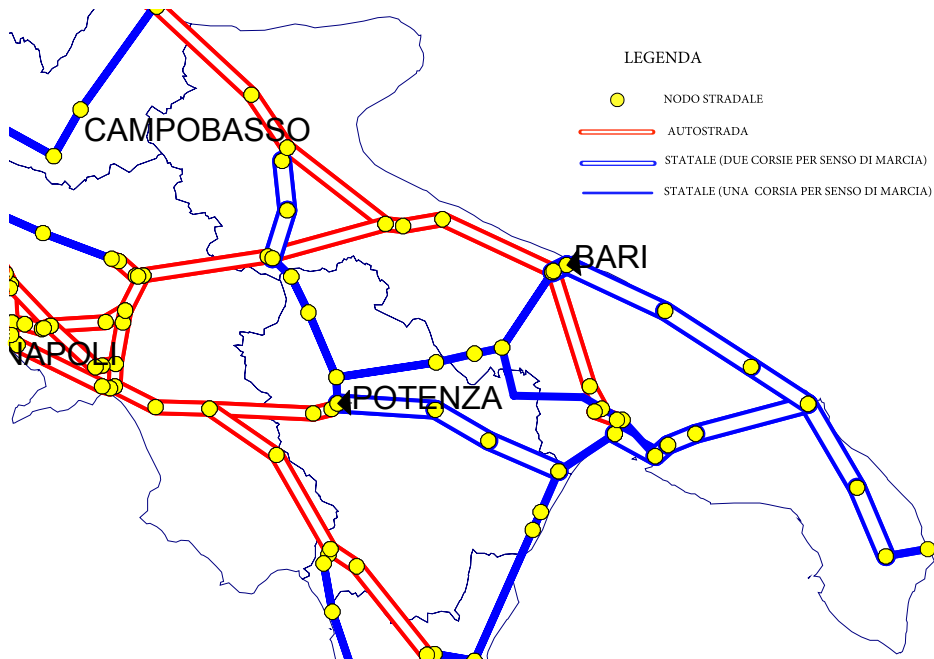 LEGENDA
NODO STRADALE
CAMPOBASSO
AUTOSTRADA
STATALE (DUE CORSIE PER SENSO DI MARCIA)
STATALE (UNA CORSIA PER SENSO DI MARCIA)
BARI
NAPOLI
POTENZA